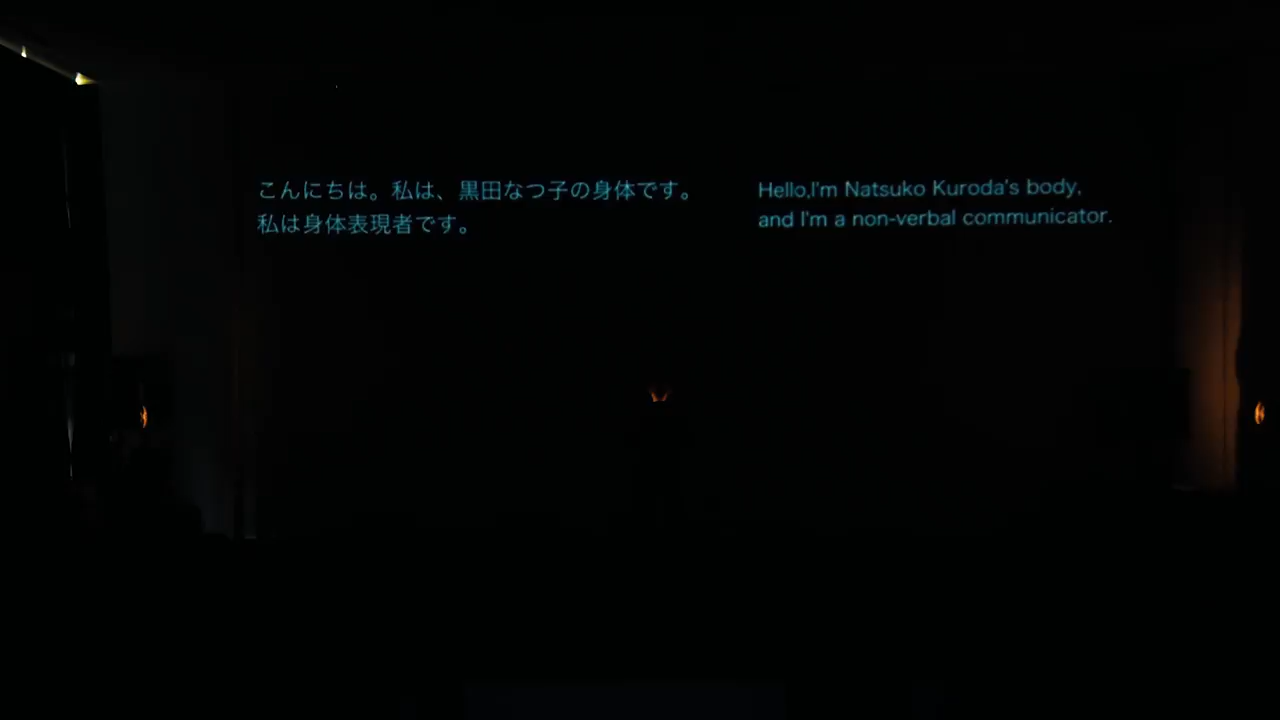 こんにちは。私は、黒田なつ子の身体です。
私は身体表現者です。
Hello,I'm Natsuko Kuroda's body,
and I'm a non-verbal communicator.